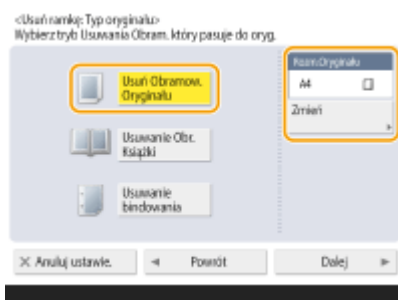 <Usuń ramkę: Typ oryginału>
Wybierz tryb Usuwania Obram. który pasuje do oryg.
Usuń Obramow.
Oryginału
Rozm.Oryginału
A4
Zmień
Usuwanie Obr.
Książki
Usuwanie
bindowania
Anuluj ustawie.
Powrót
Dalej